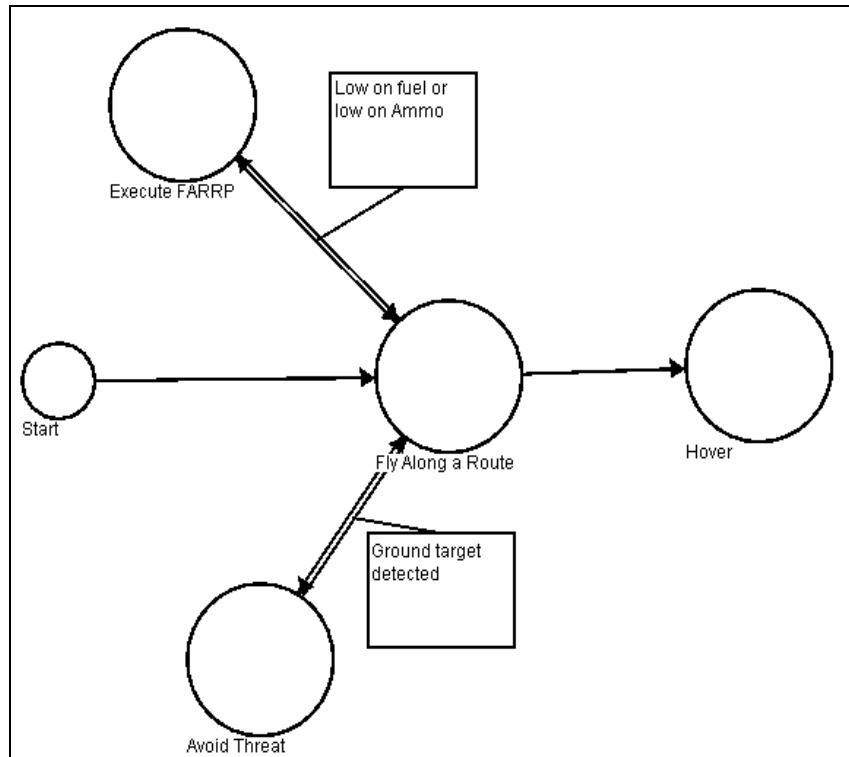 Low on fuel or
low on Ammo
Execute FARRP
Start
Fly Along a Route
Hover
Ground target
detected
Avoid Threat